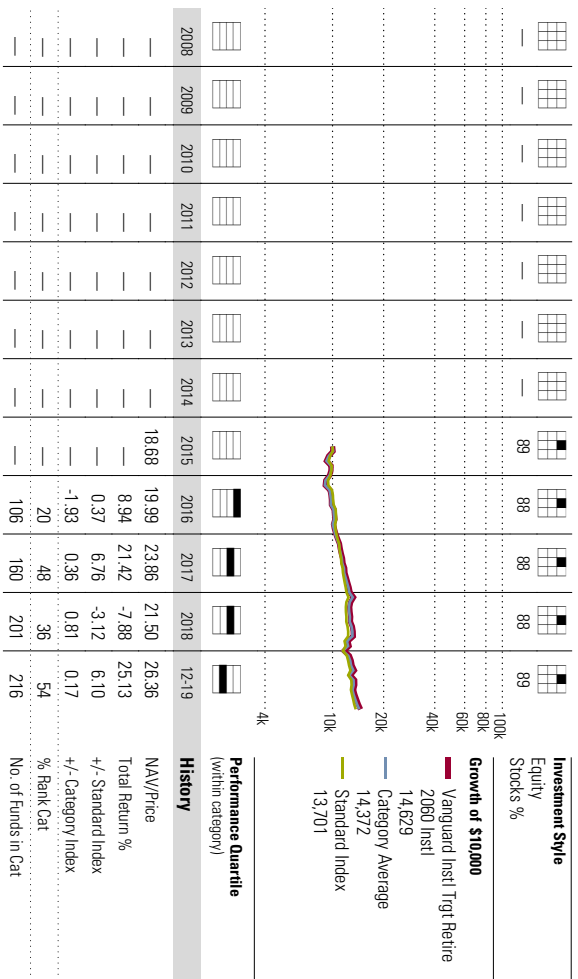 Investment Style
Equity
Stocks %
— — — — — — — 89 88 88 88 89
100k
800k
60k
40k
20k
10k
4k
Growth of $10,000
Vanguard Instl Trgt Retire
2060 Instl
14,629
Category Average
14,372
Standard Index
13,701
Performance Quartile
(within category)
2008 2009 2010 2011 2012 2013 2014 2015 2016 2017 2018 12-19 History
— — — — — — — 18.68 19.99 23.86 21.50 26.36 NAV/Price
— — — — — — — — 8.94 21.42 -7.88 25.13 Total Return %
— — — — — — — — 0.37 6.76 -3.12 6.10 +/- Standard Index
— — — — — — — — -1.93 0.36 0.81 0.17 +/- Category Index
— — — — — — — — 20 48 36 54 % Rank Cat
— — — — — — — — 106 160 201 216 No. of Funds in Cat